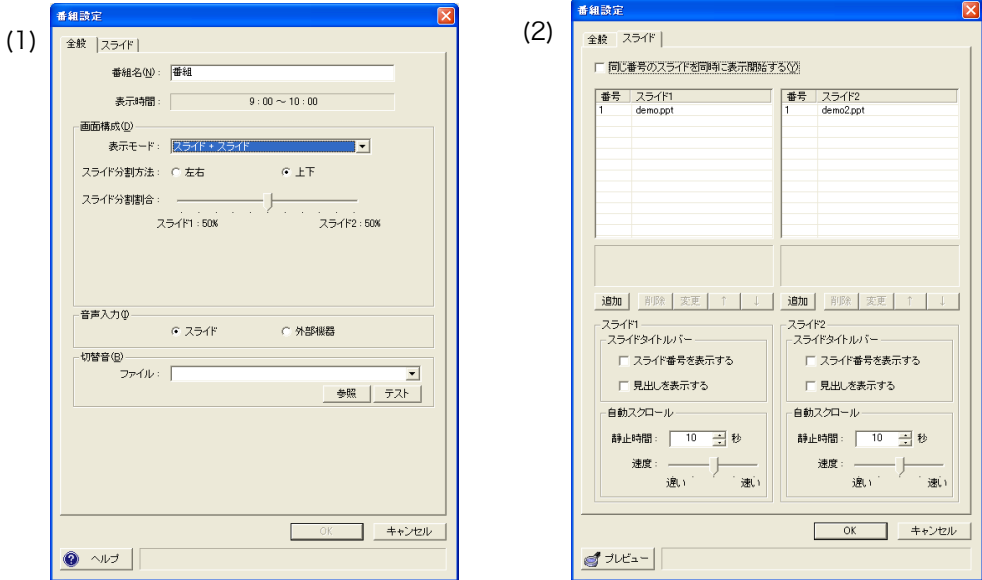 (1)
番組設定
全般 スライド
番組名(N): 番組
表示時間: 9:00 ～ 10:00
画面構成(D)
表示モード: スライド + スライド
スライド分割方法: 左右 上下
スライド分割割合:
スライド1:50% スライド2:50%
音声入力(I)
スライド 外部機器
切替音(B)
ファイル:
参照 テスト
OK キャンセル
ヘルプ
(2)
番組設定
全般 スライド
同じ番号のスライドを同時に表示開始する(Y)
番号 スライド1 番号 スライド2
1 demo.ppt 1 demo2.ppt
追加 削除 変更 ↑ ↓ 追加 削除 変更 ↑ ↓
スライド1 スライド2
スライドタイトルバー スライドタイトルバー
スライド番号を表示する スライド番号を表示する
見出しを表示する 見出しを表示する
自動スクロール 自動スクロール
静止時間: 10 秒 静止時間: 10 秒
速度: 速度:
遅い 速い 遅い 速い
OK キャンセル
プレビュー